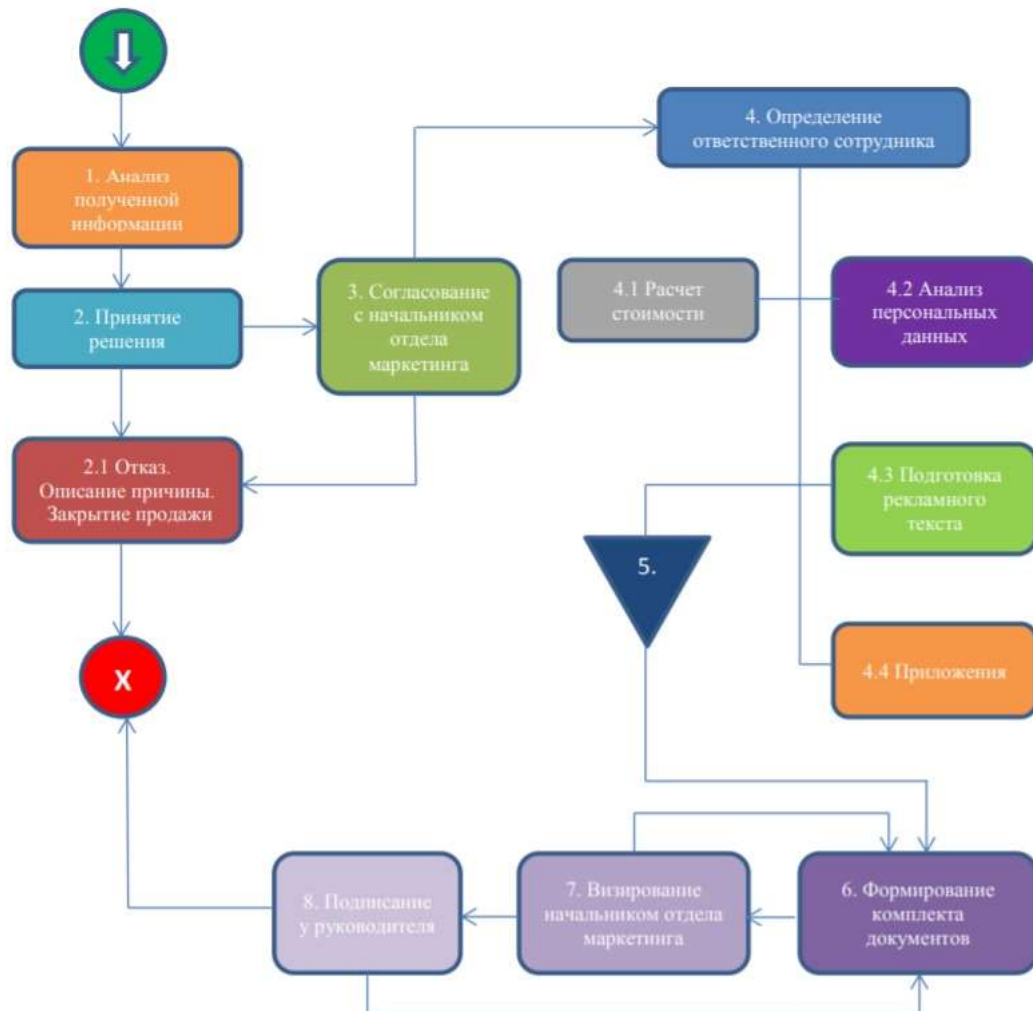 1. Анализ
полученной
информации
4. Определение
ответственного сотрудника
2. Принятие
решения
3. Согласование
с начальником
отдела
маркетинга
4.1 Расчет
стоимости
4.2 Анализ
персональных
данных
2.1 Отказ.
Описание причины.
Закрытие продажи
4.3 Подготовка
рекламного
текста
5.
X
4.4 Приложения
8. Подписание
у руководителя
7. Визирование
начальником отдела
маркетинга
6. Формирование
комплекта
документов